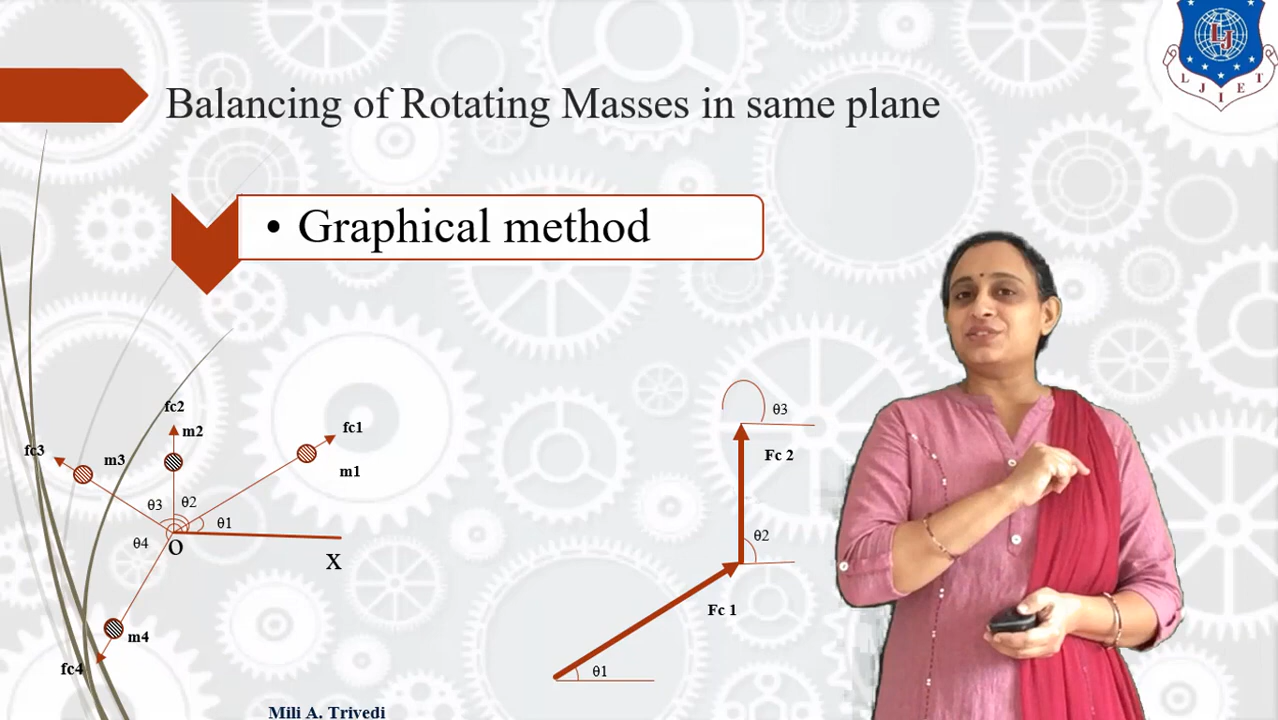 L J I E T
LJ
Balancing of Rotating Masses in same plane
• Graphical method
fc2
m2
fc1
fc3
m3
m1
θ3
θ2
θ1
θ4
O
X
m4
fc4
θ3
Fc 2
θ2
Fc 1
θ1
Mili A. Trivedi